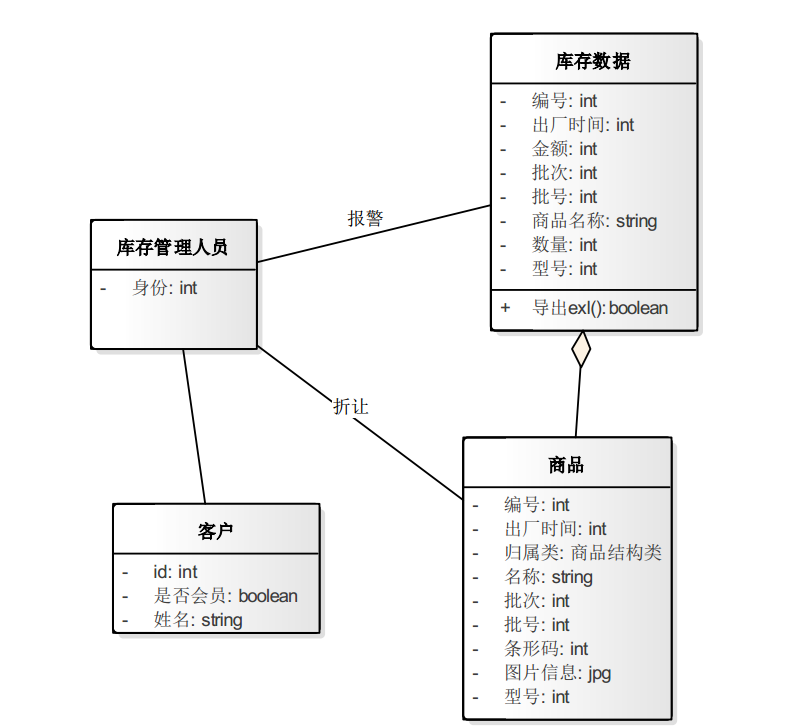 库存数据
- 编号: int
- 出厂时间: int
- 金额: int
- 批次: int
- 批号: int
- 商品名称: string
- 数量: int
- 型号: int
+ 导出exl(): boolean
报警
库存管理人员
- 身份: int
折让
客户
- id: int
- 是否会员: boolean
- 姓名: string
商品
- 编号: int
- 出厂时间: int
- 归属类: 商品结构类
- 名称: string
- 批次: int
- 批号: int
- 条形码: int
- 图片信息: jpg
- 型号: int